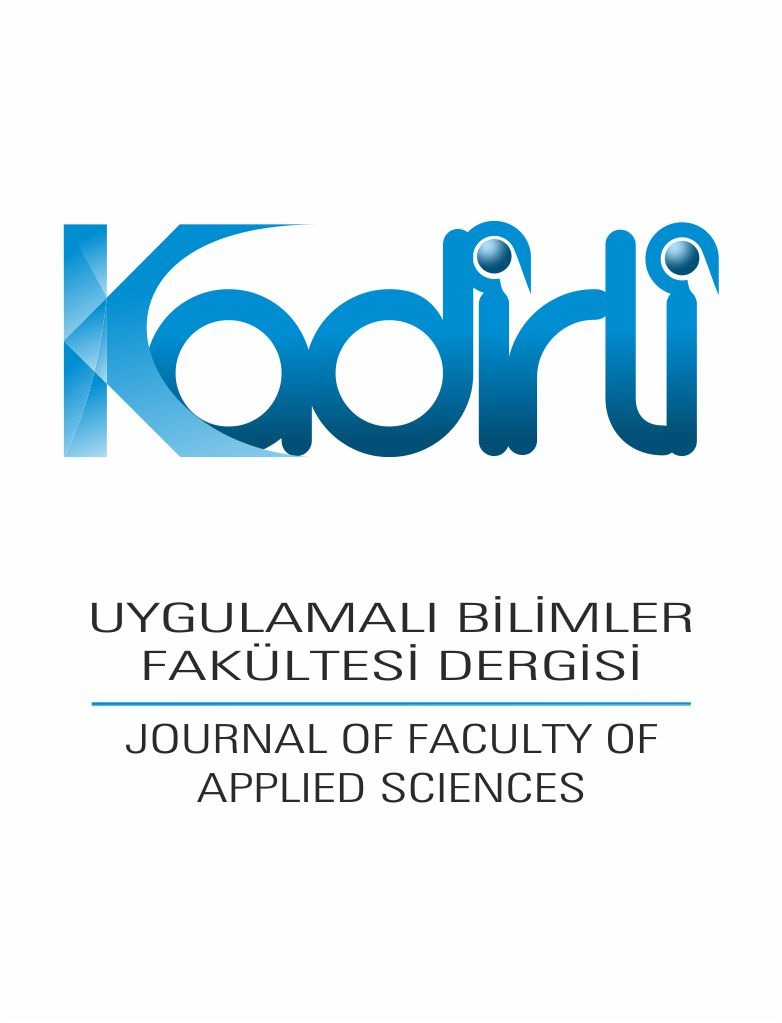 Kadirli
UYGULAMALI BİLİMLER
FAKÜLTESİ DERGİSİ
JOURNAL OF FACULTY OF
APPLIED SCIENCES